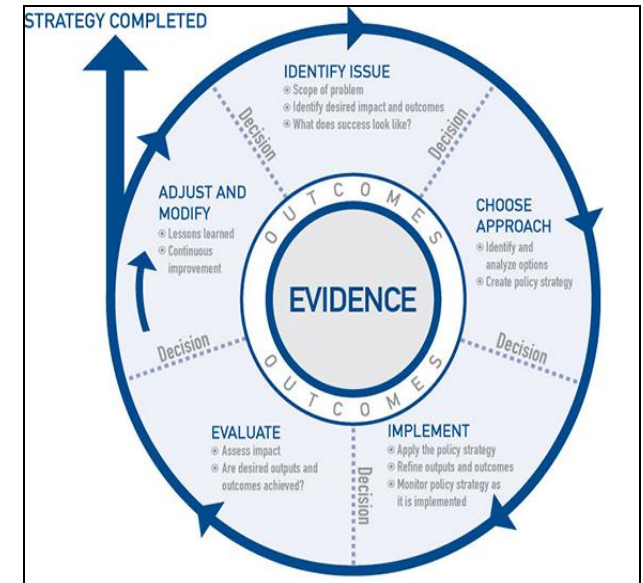 STRATEGY COMPLETED
IDENTIFY ISSUE
Scope of problem
Identify desired impact and outcomes
What does success look like?
Decision
CHOOSE
APPROACH
Identify and
analyze options
Create policy strategy
Decision
IMPLEMENT
Apply the policy strategy
Refine outputs and outcomes
Monitor policy strategy as
it is implemented
Decision
EVALUATE
Assess impact
Are desired outputs and
outcomes achieved?
Decision
ADJUST AND
MODIFY
Lessons learned
Continuous
improvement
Decision
OUTCOMES
EVIDENCE
OUTCOMES